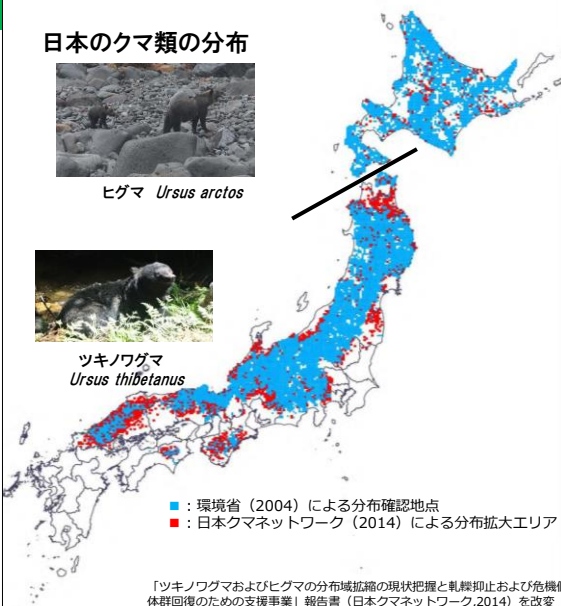 日本のクマ類の分布
ヒグマ Ursus arctos
ツキノワグマ
Ursus thibetanus
■：環境省（2004）による分布確認地点
■：日本クマネットワーク（2014）による分布拡大エリア
「ツキノワグマおよびヒグマの分布域拡縮の現状把握と軋轢抑止および危機個
体群回復のための支援事業」報告書（日本クマネットワーク,2014）を改変